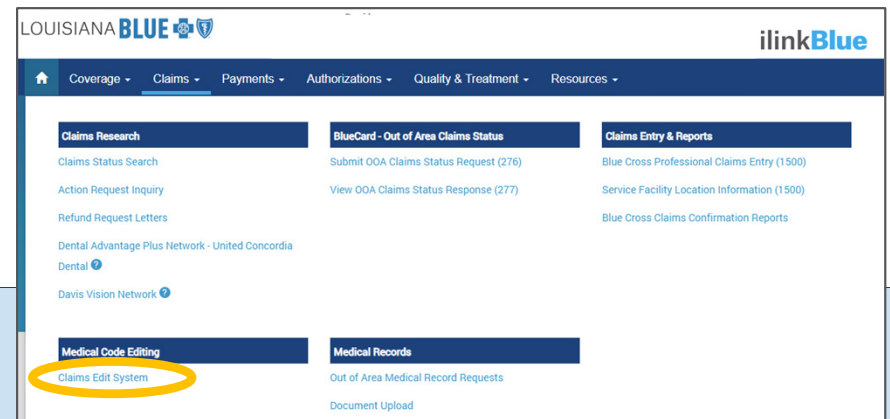 LOUISIANA BLUE
ilinkBlue
Coverage Claims Payments Authorizations Quality & Treatment Resources
Claims Research
Claims Status Search
Action Request Inquiry
Refund Request Letters
Dental Advantage Plus Network - United Concordia
Dental ?
Davis Vision Network ?
BlueCard - Out of Area Claims Status
Submit OOA Claims Status Request (276)
View OOA Claims Status Response (277)
Claims Entry & Reports
Blue Cross Professional Claims Entry (1500)
Service Facility Location Information (1500)
Blue Cross Claims Confirmation Reports
Medical Code Editing
Claims Edit System
Medical Records
Out of Area Medical Record Requests
Document Upload